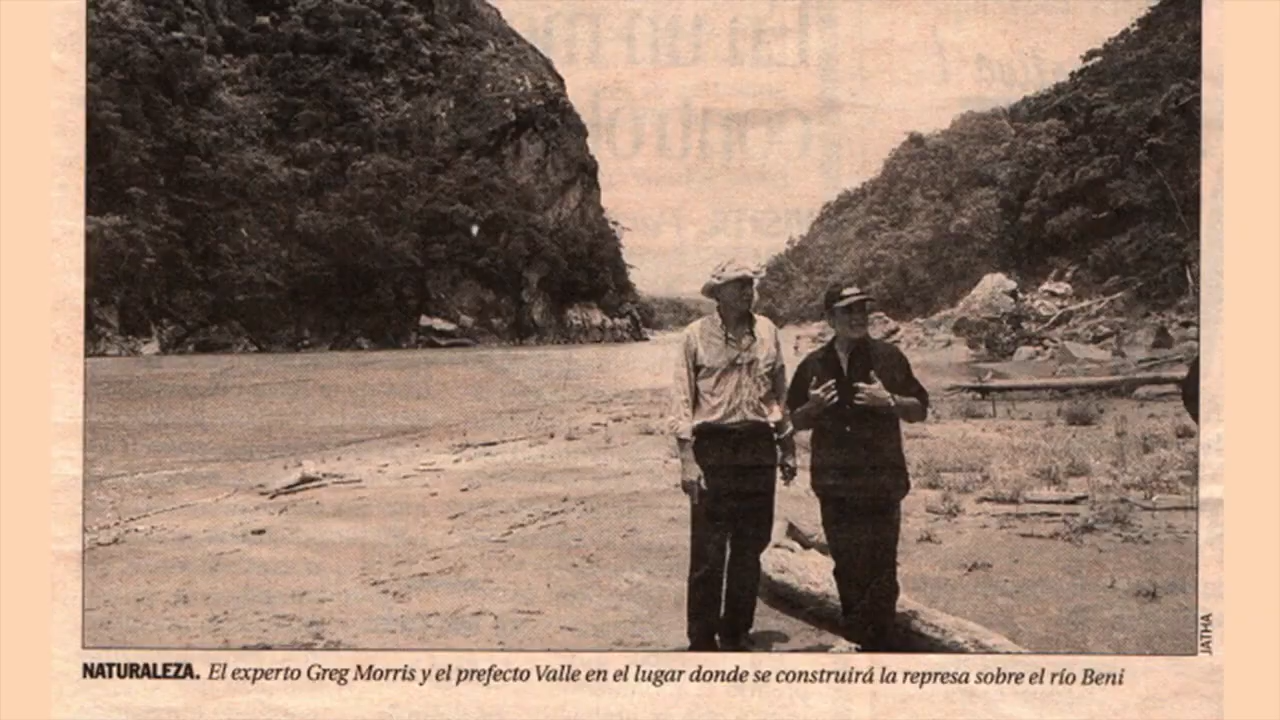 NATURALEZA. El experto Greg Morris y el prefecto Valle en el lugar donde se construirá la represa sobre el río Beni
JATHA